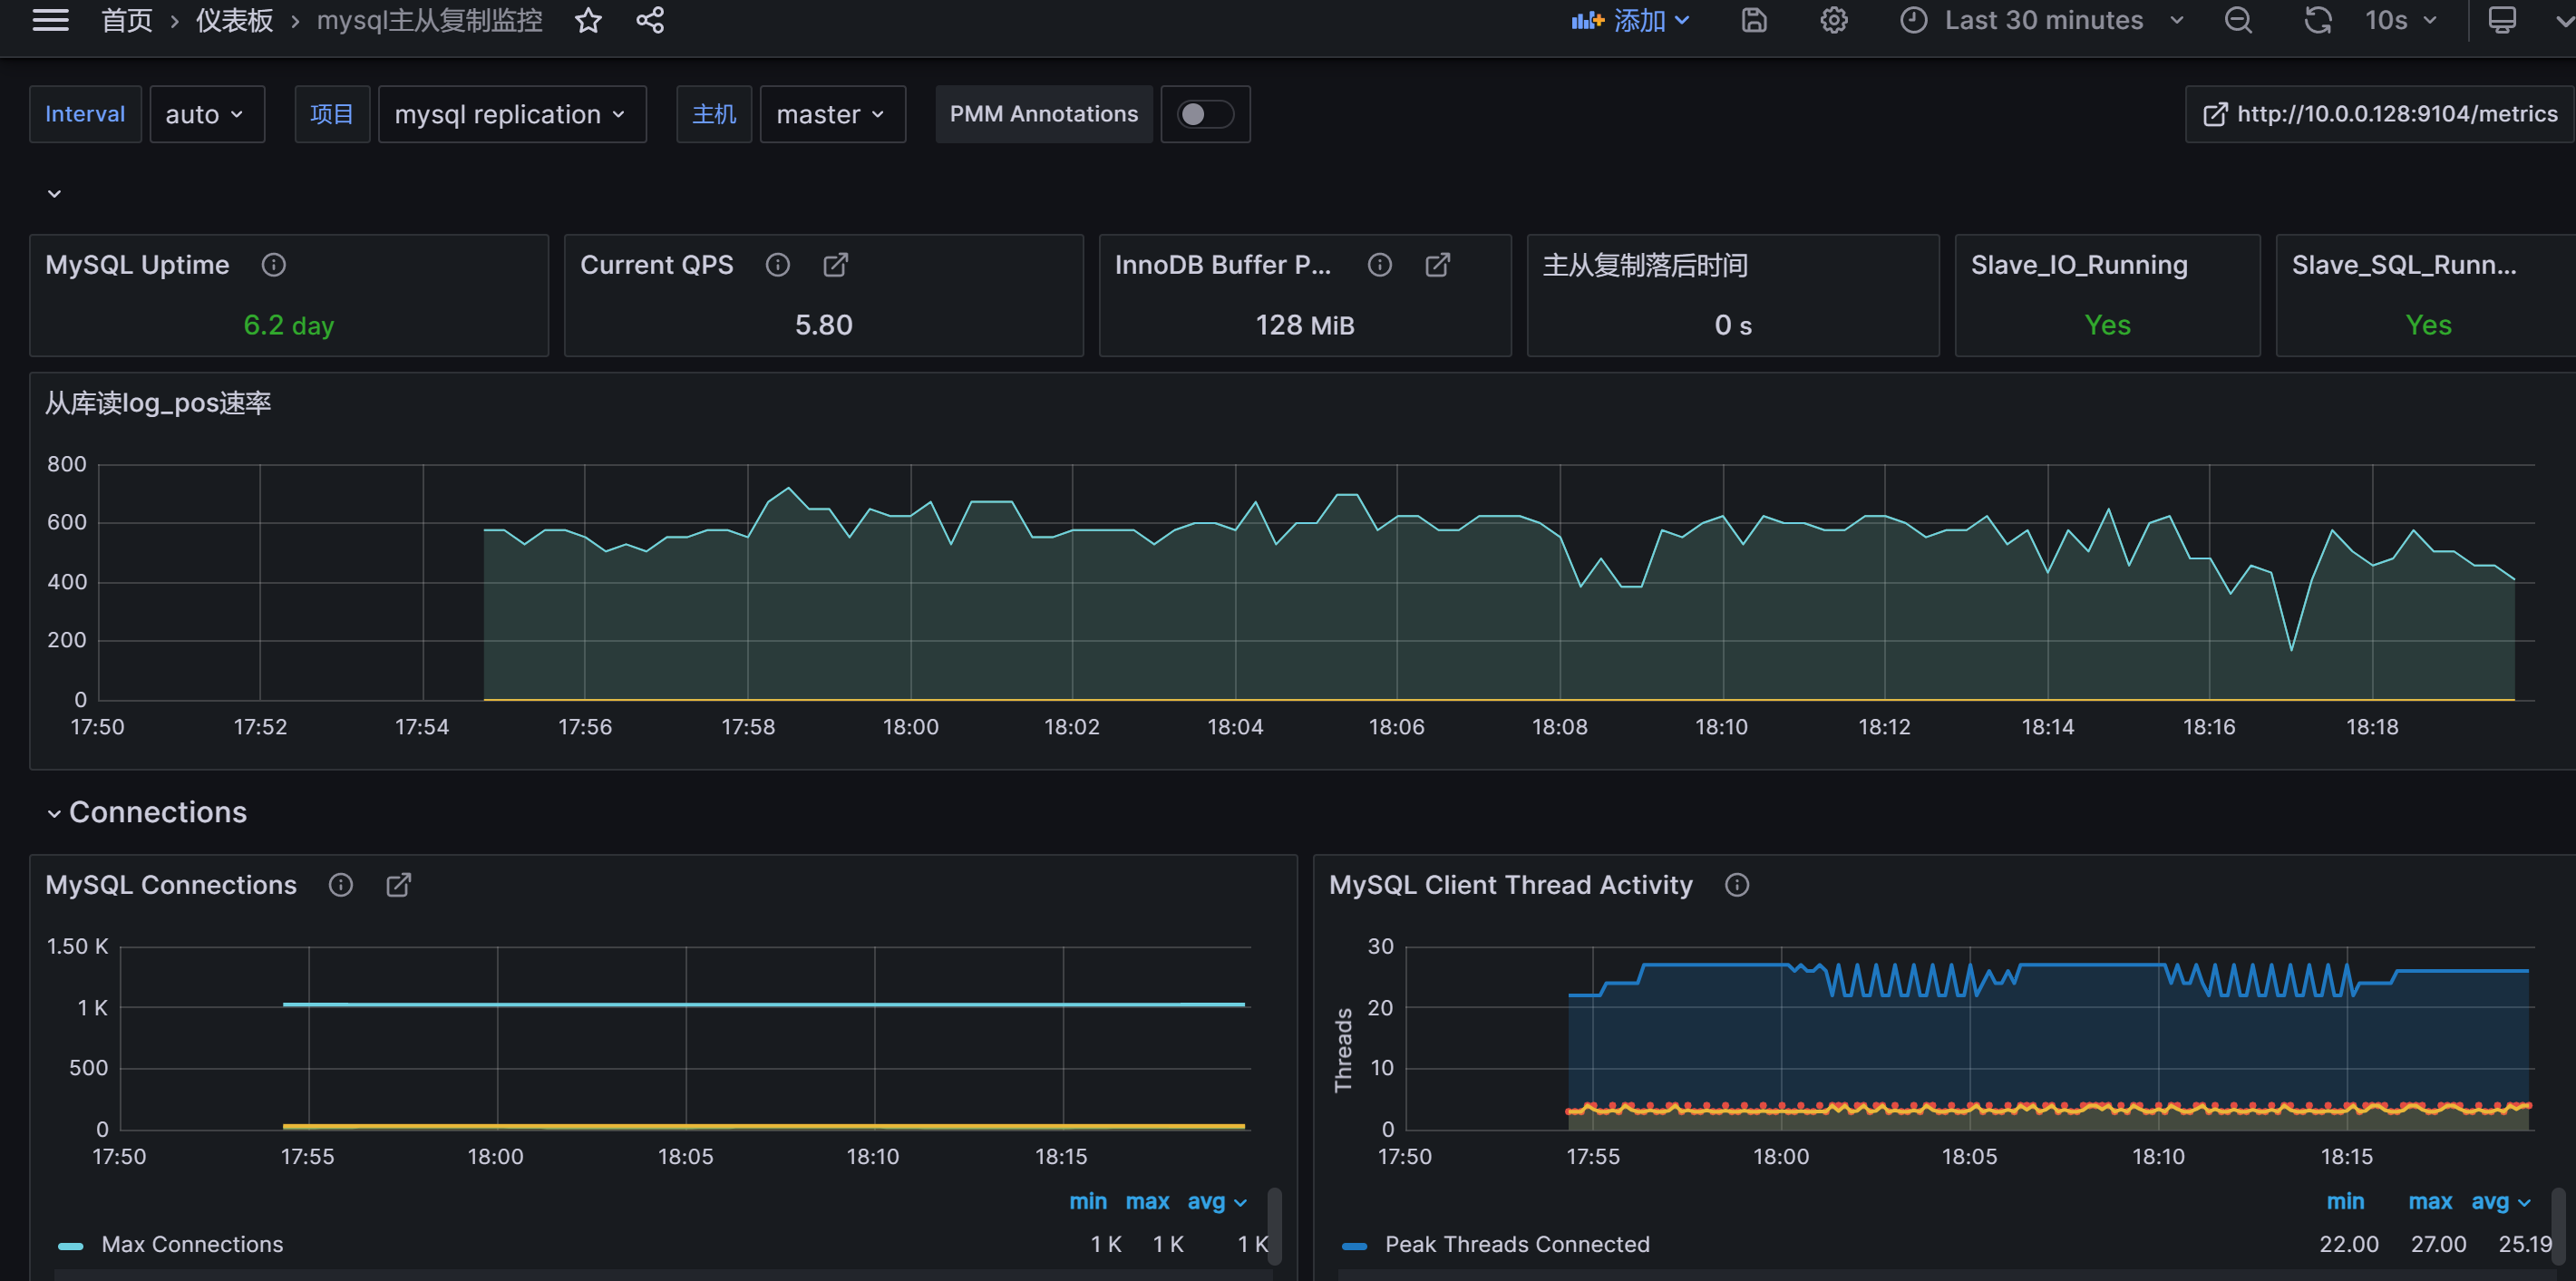 首页 › 仪表板 › mysql主从复制监控 添加 Last 30 minutes 10s
Interval auto 项目 mysql replication 主机 master PMM Annotations http://10.0.0.128:9104/metrics
MySQL Uptime
6.2 day
Current QPS
5.80
InnoDB Buffer P...
128 MiB
主从复制落后时间
0 s
Slave_IO_Running
Yes
Slave_SQL_Runn...
Yes
从库读log_pos速率
800
600
400
200
0
17:50 17:52 17:54 17:56 17:58 18:00 18:02 18:04 18:06 18:08 18:10 18:12 18:14 18:16 18:18
Connections
MySQL Connections
1.50 K
1 K
500
0
17:50 17:55 18:00 18:05 18:10 18:15
min max avg
Max Connections 1 K 1 K 1 K
MySQL Client Thread Activity
Threads
30
20
10
0
17:50 17:55 18:00 18:05 18:10 18:15
min max avg
Peak Threads Connected 22.00 27.00 25.19